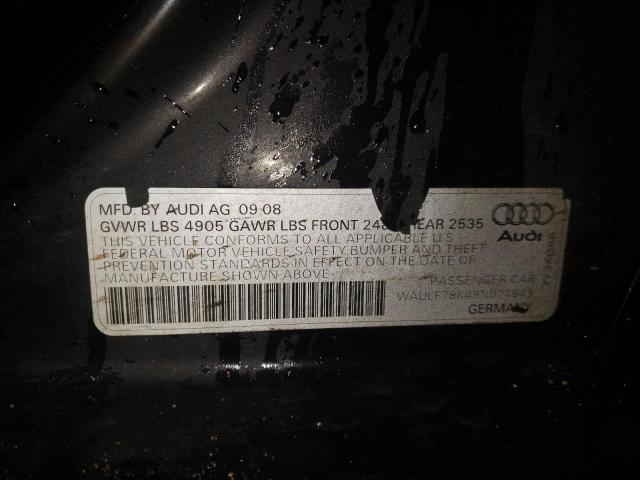 MFD. BY AUDI AG 09-08
GVWR LBS 4905 GAWR LBS FRONT REAR 2535
THIS VEHICLE CONFORMS TO ALL APPLICABLE U.S
FEDERAL MOTOR VEHICLE SAFETY, BUMPER AND THEFT
PREVENTION STANDARDS IN EFFECT ON THE DATE OF
MANUFACTURE SHOWN ABOVE.
PASSENGER CAR
WAULF78K49N024843
GERMANY
Audi